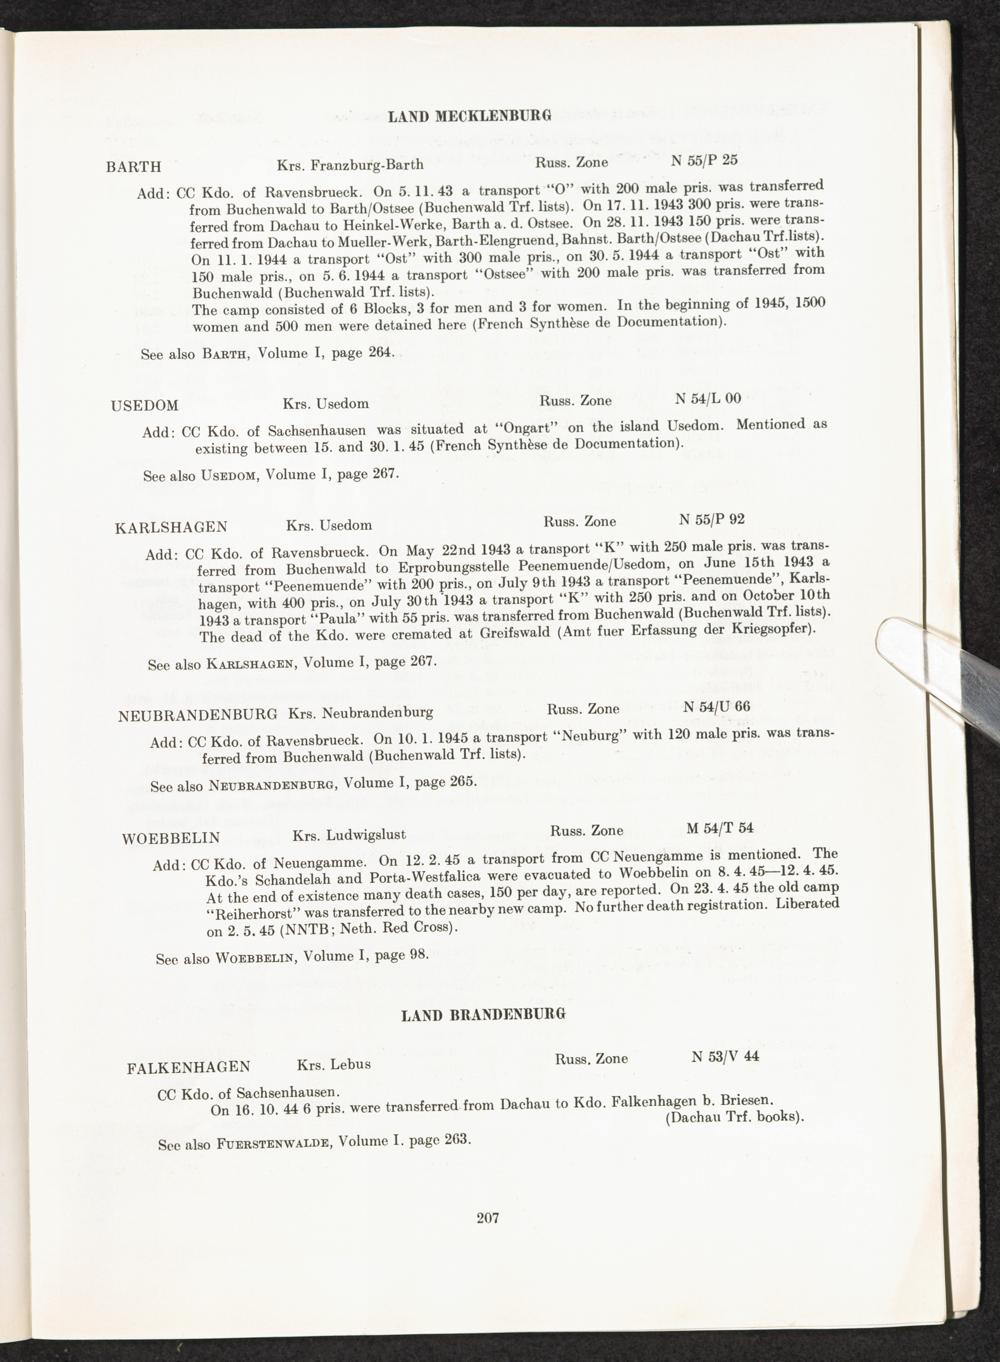 LAND MECKLENBURG
BARTH Krs. Franzburg-Barth Russ. Zone N 55/P 25
Add: CC Kdo. of Ravensbrueck. On 5. 11. 43 a transport “O” with 200 male pris. was transferred
from Buchenwald to Barth/Ostsee (Buchenwald Trf. lists). On 17. 11. 1943 300 pris. were trans-
ferred from Dachau to Heinkel-Werke, Barth a. d. Ostsee. On 28. 11. 1943 150 pris. were trans-
ferred from Dachau to Mueller-Werk, Barth-Elengruend, Bahnst. Barth/Ostsee (Dachau Trf.lists).
On 11. 1. 1944 a transport “Ost” with 300 male pris., on 30. 5. 1944 a transport “Ost” with
150 male pris., on 5. 6. 1944 a transport “Ostsee” with 200 male pris. was transferred from
Buchenwald (Buchenwald Trf. lists).
The camp consisted of 6 Blocks, 3 for men and 3 for women. In the beginning of 1945, 1500
women and 500 men were detained here (French Synthèse de Documentation).
See also BARTH, Volume I, page 264.
USEDOM Krs. Usedom Russ. Zone N 54/L 00
Add: CC Kdo. of Sachsenhausen was situated at “Ongart” on the island Usedom. Mentioned as
existing between 15. and 30. 1. 45 (French Synthèse de Documentation).
See also USEDOM, Volume I, page 267.
KARLSHAGEN Krs. Usedom Russ. Zone N 55/P 92
Add: CC Kdo. of Ravensbrueck. On May 22nd 1943 a transport “K” with 250 male pris. was trans-
ferred from Buchenwald to Erprobungsstelle Peenemuende/Usedom, on June 15th 1943 a
transport “Peenemuende” with 200 pris., on July 9th 1943 a transport “Peenemuende”, Karls-
hagen, with 400 pris., on July 30th 1943 a transport “K” with 250 pris. and on October 10th
1943 a transport “Paula” with 55 pris. was transferred from Buchenwald (Buchenwald Trf. lists).
The dead of the Kdo. were cremated at Greifswald (Amt fuer Erfassung der Kriegsopfer).
See also KARLSHAGEN, Volume I, page 267.
NEUBRANDENBURG Krs. Neubrandenburg Russ. Zone N 54/U 66
Add: CC Kdo. of Ravensbrueck. On 10. 1. 1945 a transport “Neuburg” with 120 male pris. was trans-
ferred from Buchenwald (Buchenwald Trf. lists).
See also NEUBRANDENBURG, Volume I, page 265.
WOEBBELIN Krs. Ludwigslust Russ. Zone M 54/T 54
Add: CC Kdo. of Neuengamme. On 12. 2. 45 a transport from CC Neuengamme is mentioned. The
Kdo.’s Schandelah and Porta-Westfalica were evacuated to Woebbelin on 8. 4. 45—12. 4. 45.
At the end of existence many death cases, 150 per day, are reported. On 23. 4. 45 the old camp
“Reiherhorst” was transferred to the nearby new camp. No further death registration. Liberated
on 2. 5. 45 (NNTB; Neth. Red Cross).
See also WOEBBELIN, Volume I, page 98.
LAND BRANDENBURG
FALKENHAGEN Krs. Lebus Russ. Zone N 53/V 44
CC Kdo. of Sachsenhausen.
On 16. 10. 44 6 pris. were transferred from Dachau to Kdo. Falkenhagen b. Briesen.
(Dachau Trf. books).
See also FUERSTENWALDE, Volume I. page 263.
207